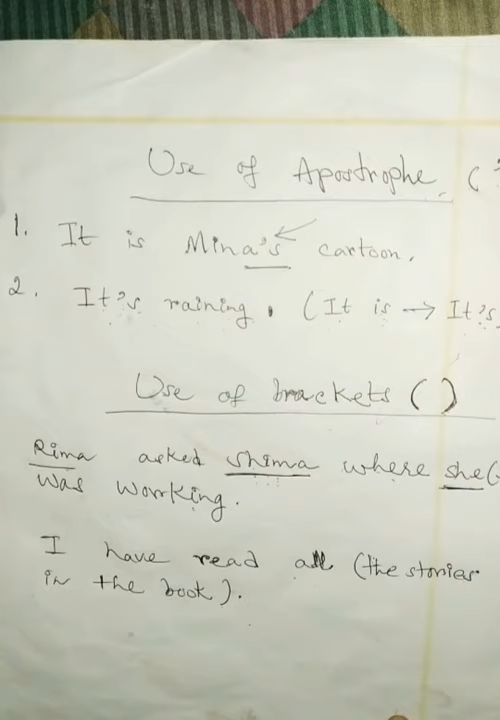 Use of Apostrophe (’
1. It is Mina's cartoon.
2. It's raining. (It is → It's
Use of brackets ( )
Rima asked Shima where she (
was working.
I have read all (the stories
in the book).